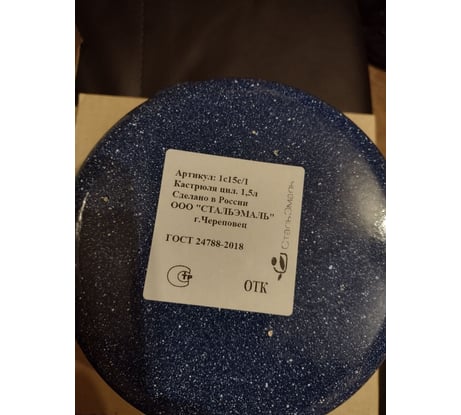 Артикул: 1с15с/1
Кастрюля цил. 1,5л
Сделано в России
ООО "СТАЛЬЭМАЛЬ"
г.Череповец
ГОСТ 24788-2018
ОТК
СтальЭмаль